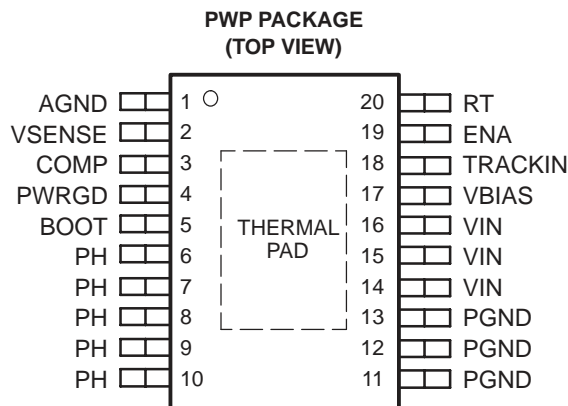 PWP PACKAGE
(TOP VIEW)
AGND 1 20 RT
VSENSE 2 19 ENA
COMP 3 18 TRACKIN
PWRGD 4 17 VBIAS
BOOT 5 16 VIN
PH 6 15 VIN
PH 7 14 VIN
PH 8 13 PGND
PH 9 12 PGND
PH 10 11 PGND
THERMAL
PAD